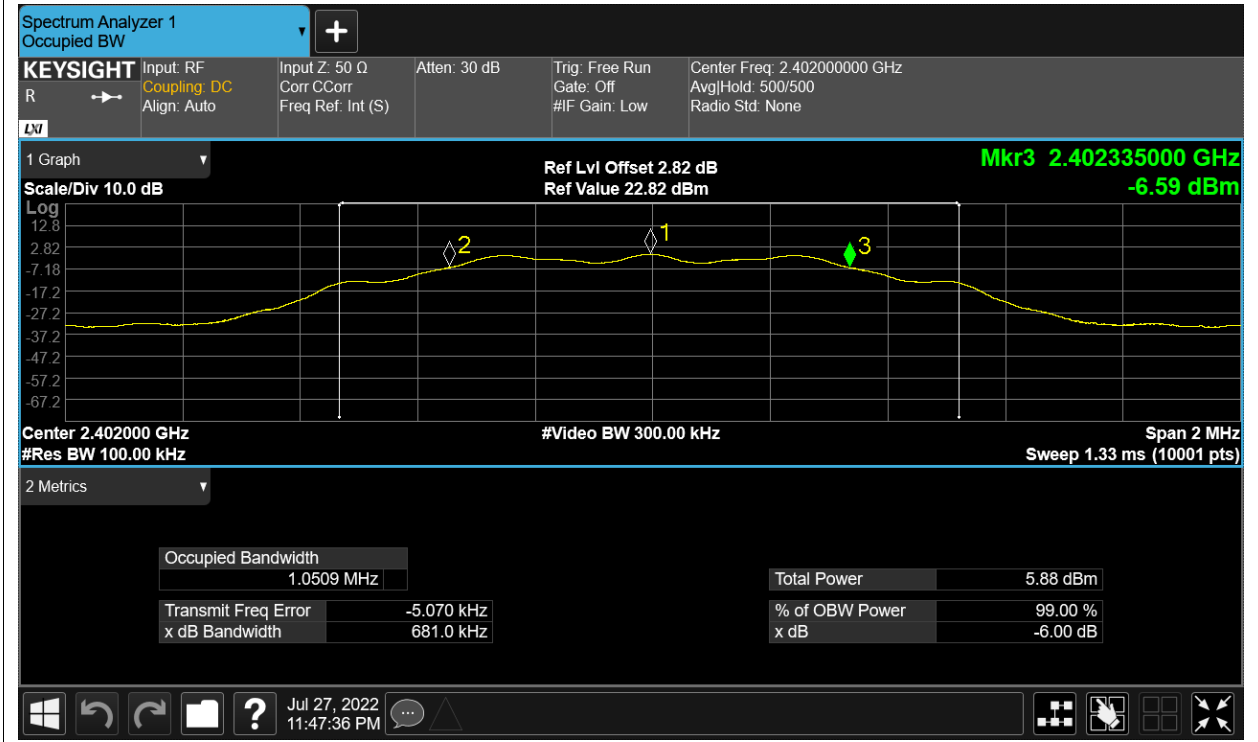 Spectrum Analyzer 1
Occupied BW
KEYSIGHT Input: RF Input Z: 50 Ω Atten: 30 dB Trig: Free Run Center Freq: 2.402000000 GHz
R Coupling: DC Corr CCorr Gate: Off Avg|Hold: 500/500
Align: Auto Freq Ref: Int (S) #IF Gain: Low Radio Std: None
LXI
1 Graph Ref Lvl Offset 2.82 dB Mkr3 2.402335000 GHz
Scale/Div 10.0 dB Ref Value 22.82 dBm -6.59 dBm
Log
12.8
2.82
-7.18
-17.2
-27.2
-37.2
-47.2
-57.2
-67.2
2 1 3
Center 2.402000 GHz #Video BW 300.00 kHz Span 2 MHz
#Res BW 100.00 kHz Sweep 1.33 ms (10001 pts)
2 Metrics
Occupied Bandwidth
1.0509 MHz Total Power 5.88 dBm
Transmit Freq Error -5.070 kHz % of OBW Power 99.00 %
x dB Bandwidth 681.0 kHz x dB -6.00 dB
? Jul 27, 2022
11:47:36 PM